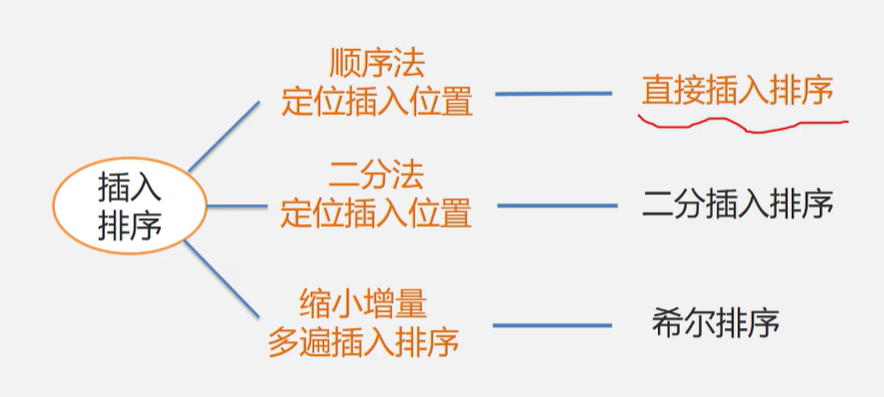 插入
排序
顺序法
定位插入位置
直接插入排序
二分法
定位插入位置
二分插入排序
缩小增量
多遍插入排序
希尔排序